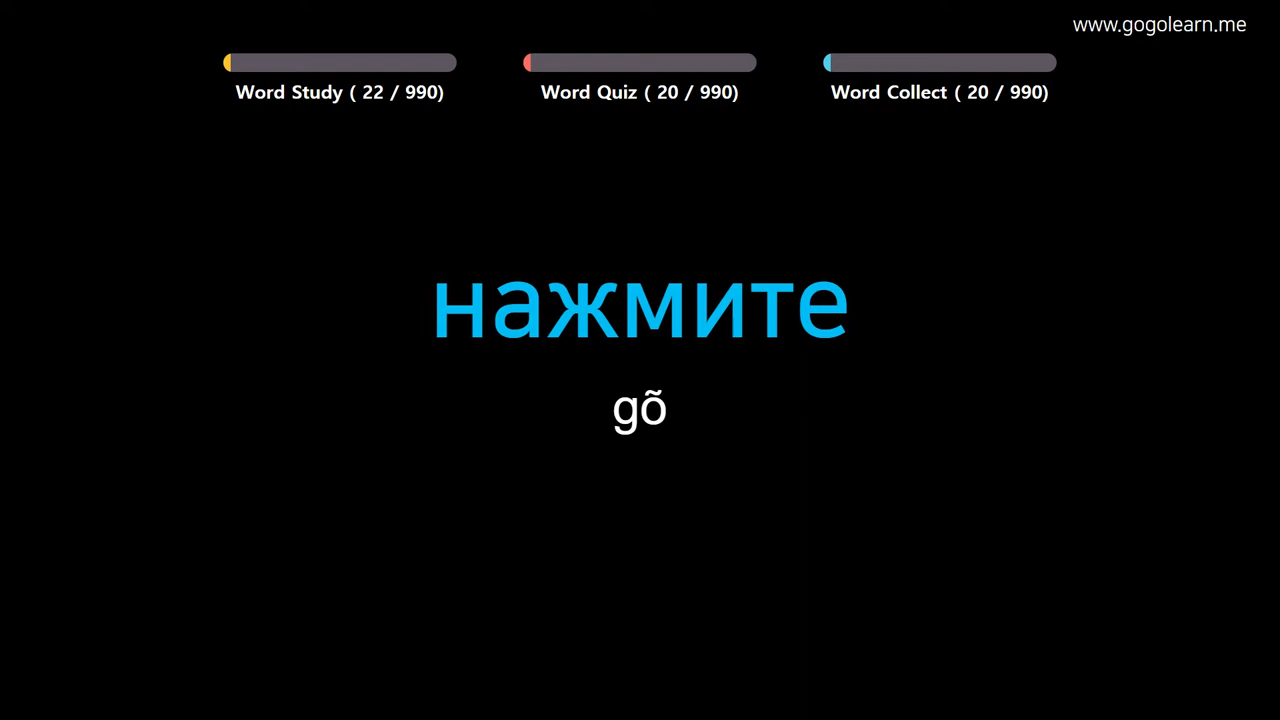 www.gogolearn.me
Word Study ( 22 / 990)
Word Quiz ( 20 / 990)
Word Collect ( 20 / 990)
нажмите
gõ